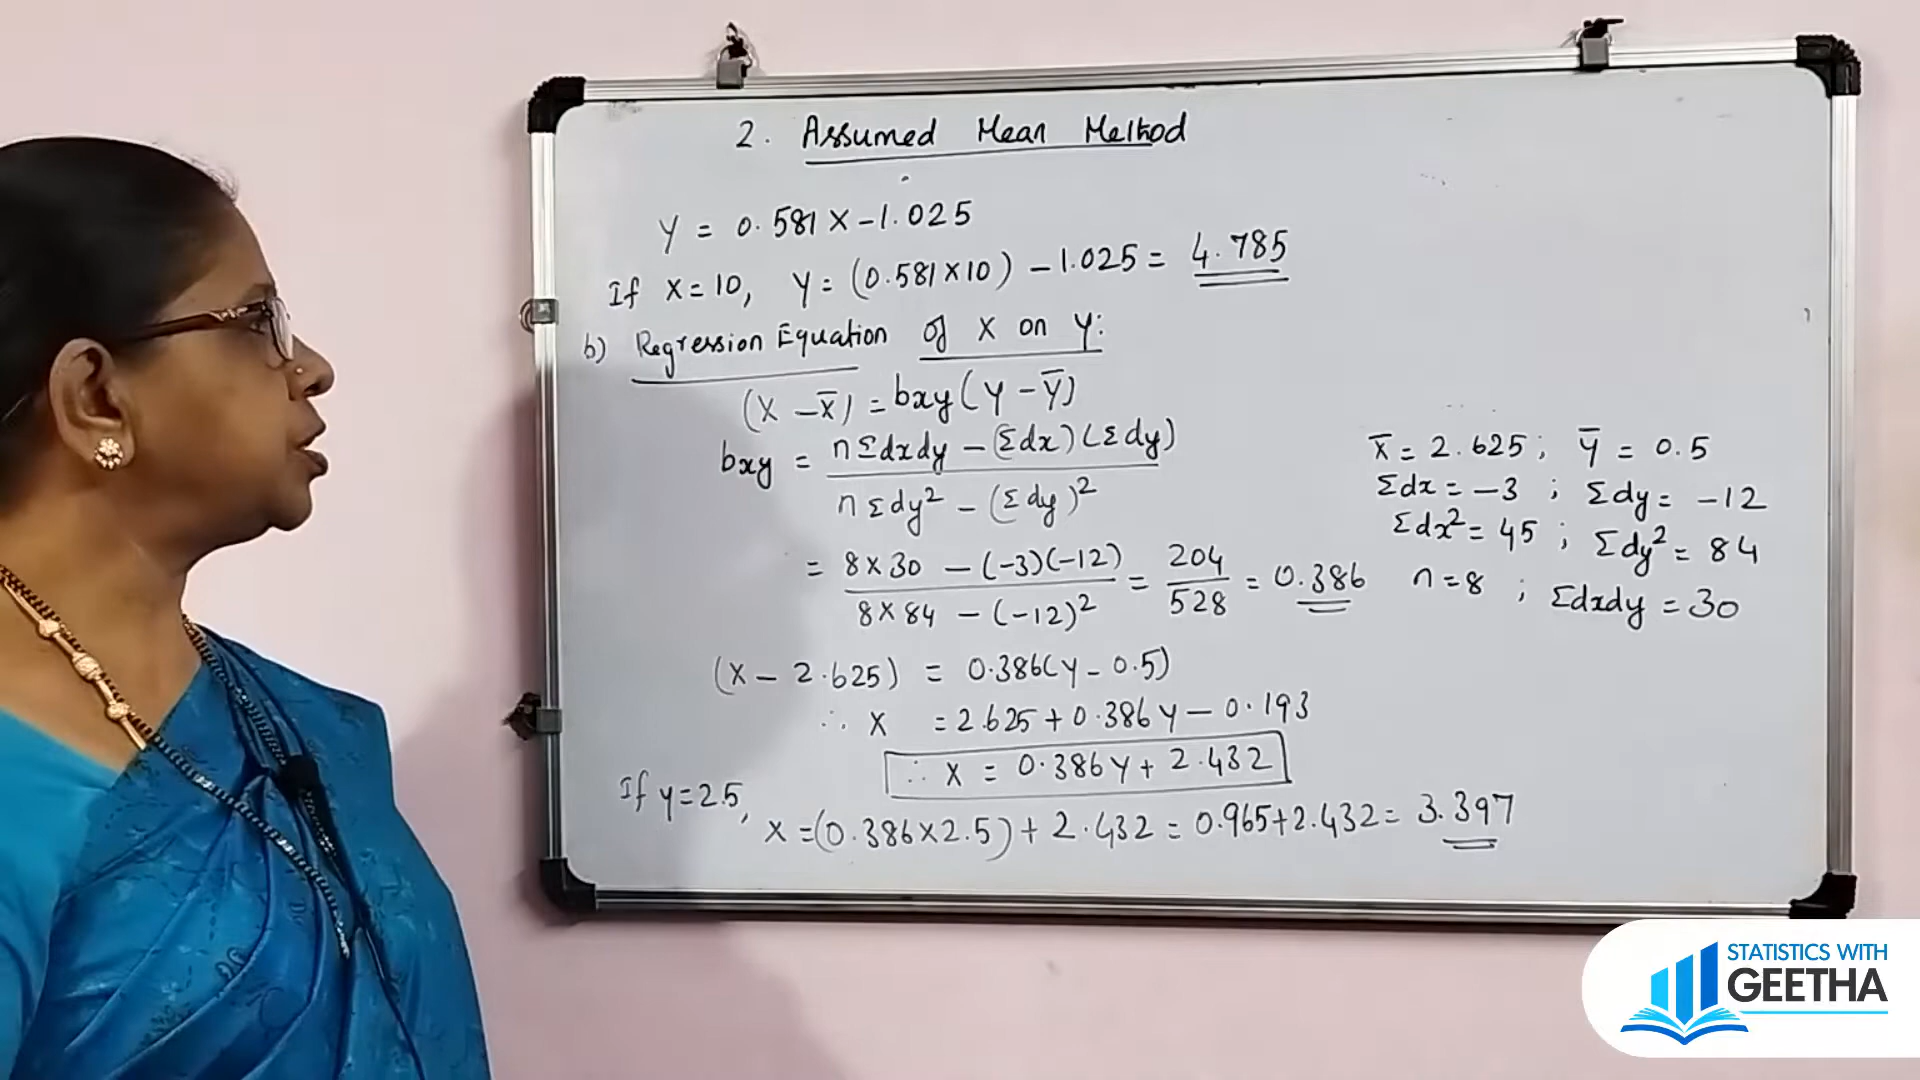 2. Assumed Mean Method
Y = 0.581X – 1.025
If X = 10, Y = (0.581 × 10) – 1.025 = 4.785
b) Regression Equation of X on Y:
(X – X̄) = bxy (Y – Ȳ)
bxy = nΣdxdy – (Σdx)(Σdy) / nΣdy² – (Σdy)²
= 8×30 – (-3)(-12) / 8×84 – (-12)² = 204/528 = 0.386
(X – 2.625) = 0.386(Y – 0.5)
∴ X = 2.625 + 0.386Y – 0.193
∴ X = 0.386Y + 2.432
If y = 2.5, X = (0.386×2.5) + 2.432 = 0.965+2.432 = 3.397
X̄ = 2.625 ; Ȳ = 0.5
Σdx = -3 ; Σdy = -12
Σdx² = 45 ; Σdy² = 84
n = 8 ; Σdxdy = 30
STATISTICS WITH
GEETHA